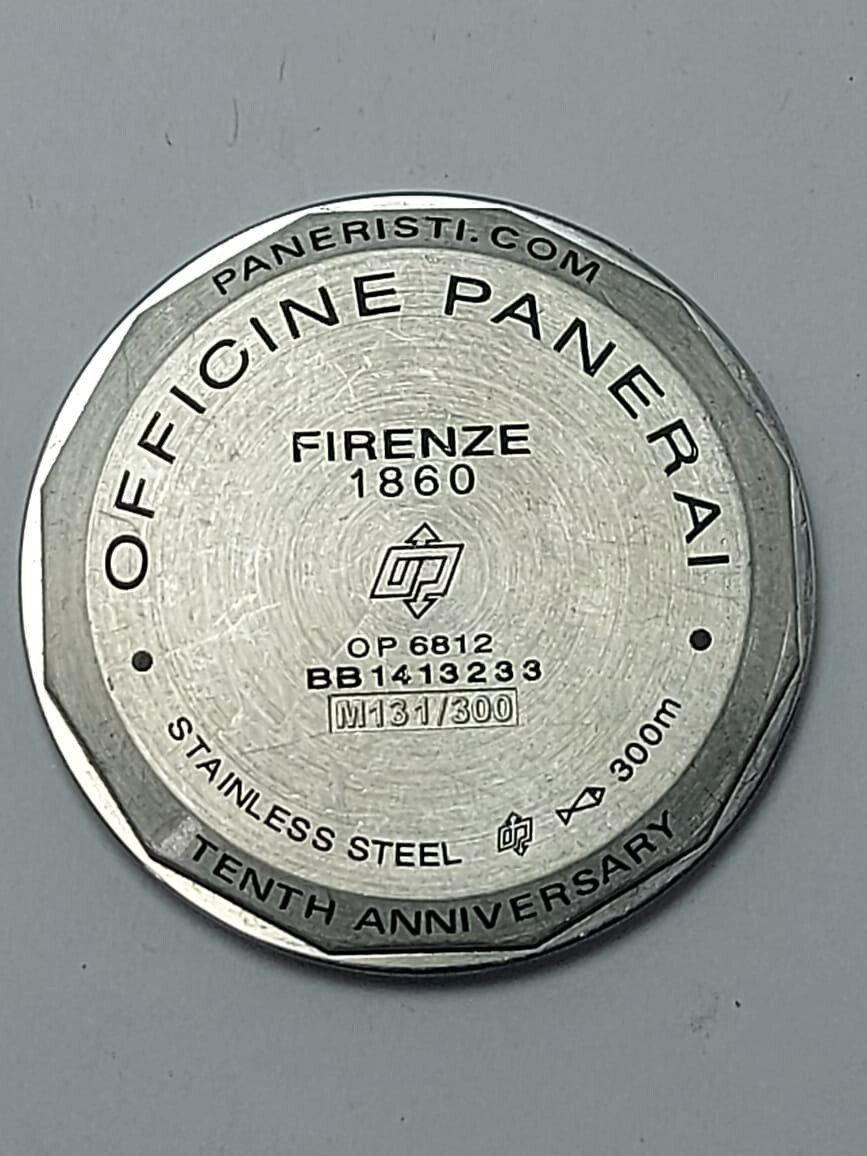 PANERISTI.COM
OFFICINE PANERAI
FIRENZE
1860
OP 6812
BB1413233
M131/300
STAINLESS STEEL 300m
TENTH ANNIVERSARY